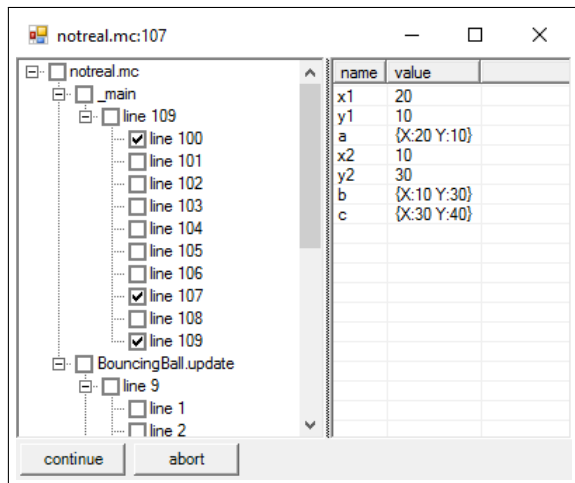 notreal.mc:107
notreal.mc
_main
line 109
line 100
line 101
line 102
line 103
line 104
line 105
line 106
line 107
line 108
line 109
BouncingBall.update
line 9
line 1
line 2
name value
x1 20
y1 10
a {X:20 Y:10}
x2 10
y2 30
b {X:10 Y:30}
c {X:30 Y:40}
continue abort